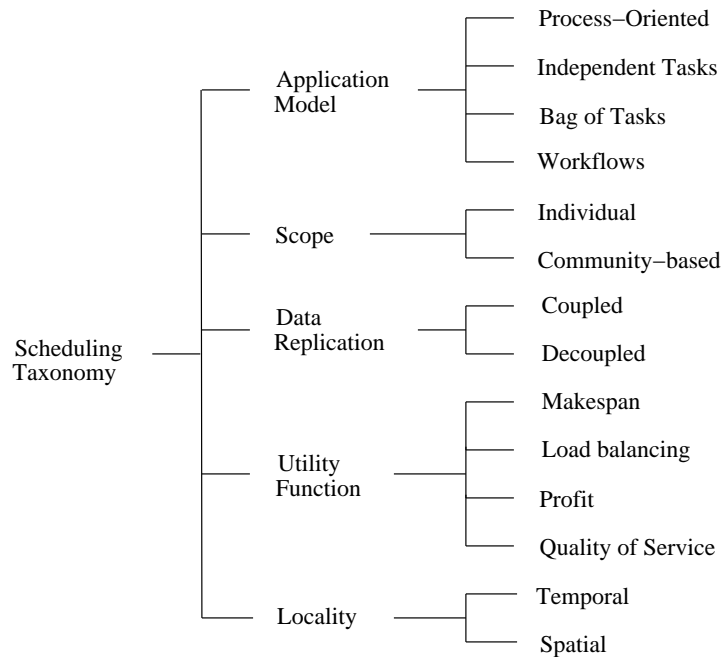 Scheduling
Taxonomy
Application
Model
Process−Oriented
Independent Tasks
Bag of Tasks
Workflows
Scope
Individual
Community−based
Data
Replication
Coupled
Decoupled
Utility
Function
Makespan
Load balancing
Profit
Quality of Service
Locality
Temporal
Spatial